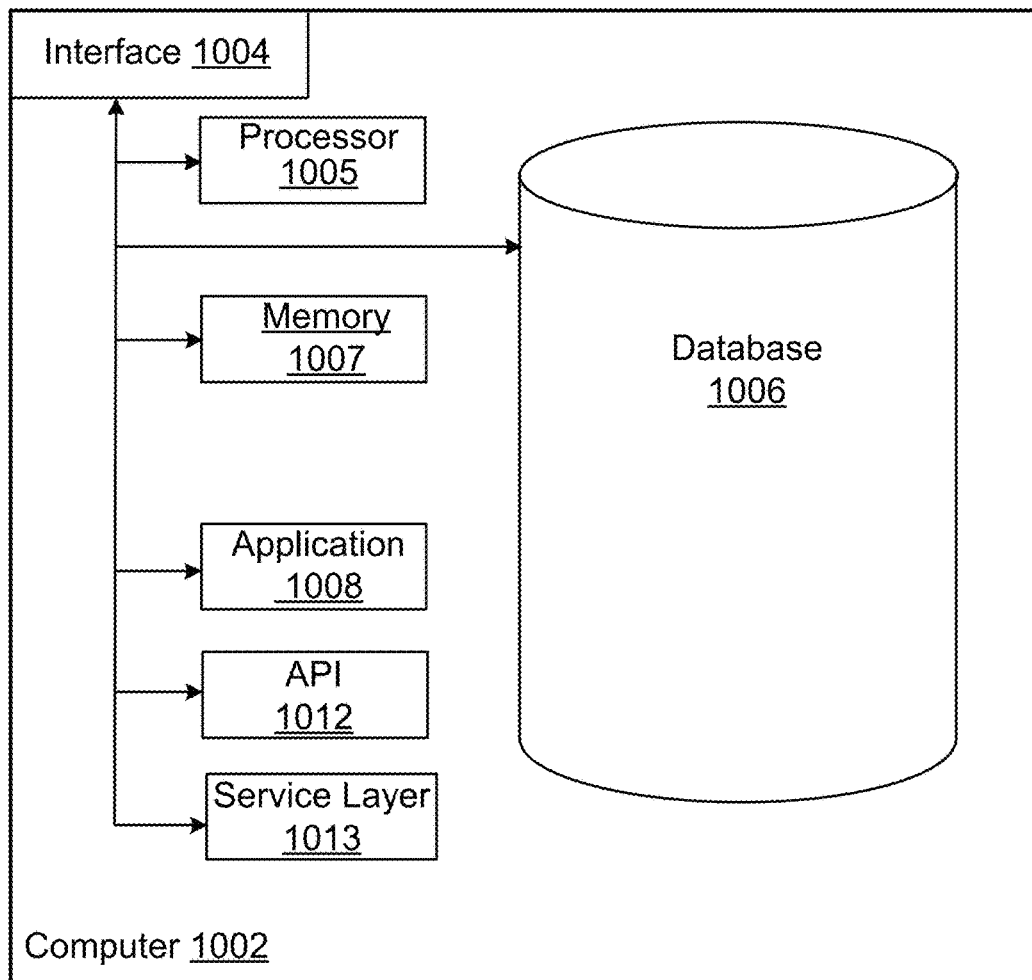 Interface 1004
Processor
1005
Memory
1007
Database
1006
Application
1008
API
1012
Service Layer
1013
Computer 1002